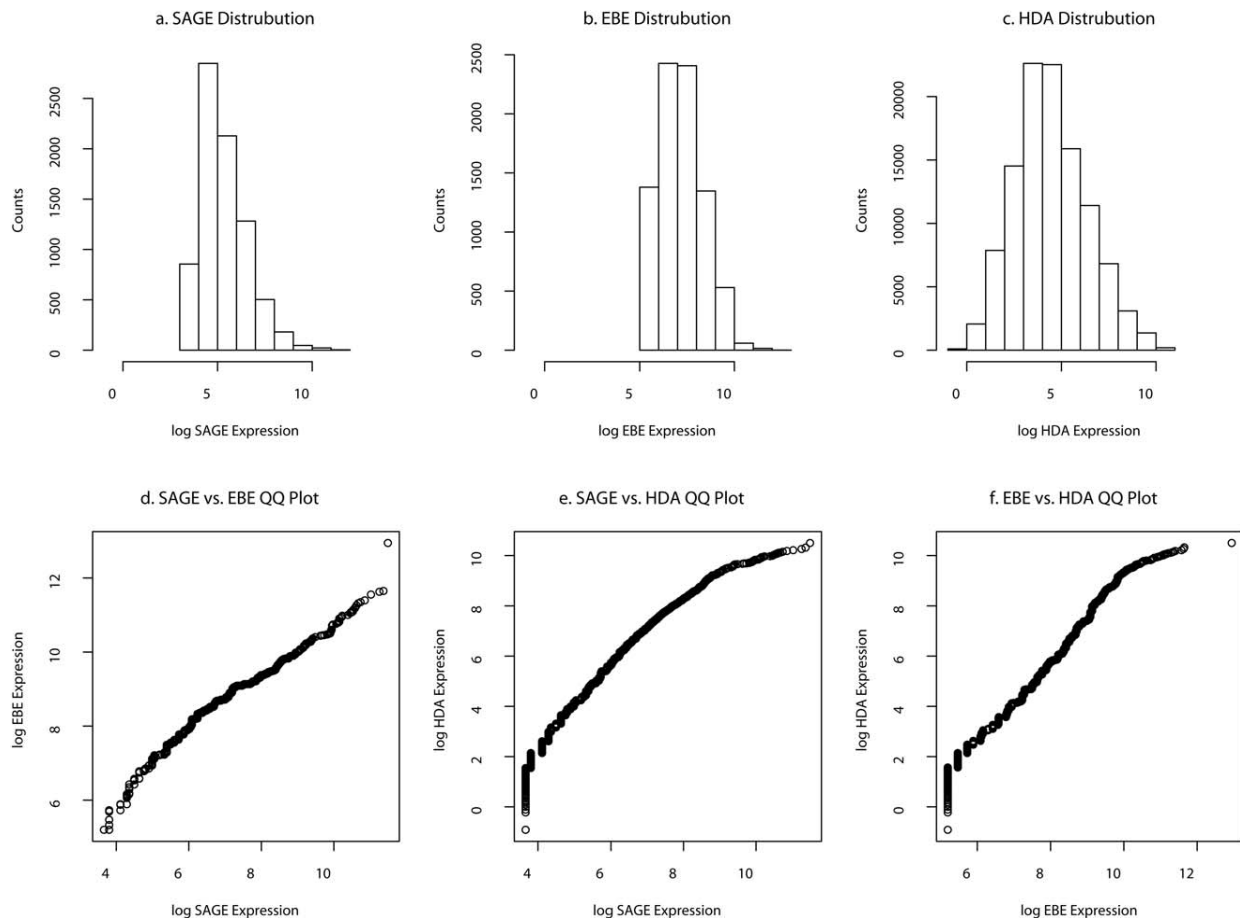 a. SAGE Distrubution
Counts
0
500
1000
1500
2000
2500
0 5 10
log SAGE Expression
b. EBE Distrubution
Counts
0
500
1000
1500
2000
2500
0 5 10
log EBE Expression
c. HDA Distrubution
Counts
0
5000
10000
15000
20000
0 5 10
log HDA Expression
d. SAGE vs. EBE QQ Plot
log EBE Expression
6
8
10
12
4 6 8 10
log SAGE Expression
e. SAGE vs. HDA QQ Plot
log HDA Expression
0
2
4
6
8
10
4 6 8 10
log SAGE Expression
f. EBE vs. HDA QQ Plot
log HDA Expression
0
2
4
6
8
10
6 8 10 12
log EBE Expression